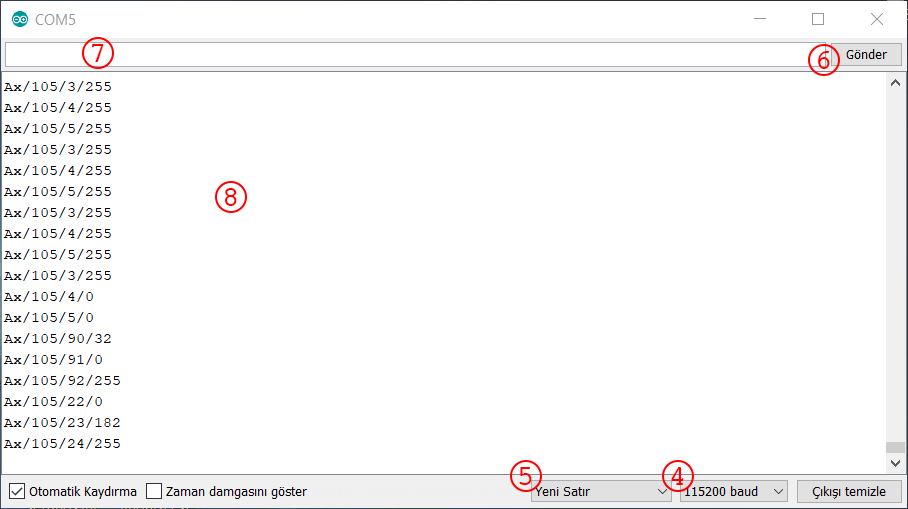 COM5
⑦
⑥ Gönder
Ax/105/3/255
Ax/105/4/255
Ax/105/5/255
Ax/105/3/255
Ax/105/4/255
Ax/105/5/255
⑧
Ax/105/3/255
Ax/105/4/255
Ax/105/5/255
Ax/105/3/255
Ax/105/4/0
Ax/105/5/0
Ax/105/90/32
Ax/105/91/0
Ax/105/92/255
Ax/105/22/0
Ax/105/23/182
Ax/105/24/255
⑤ ④
Otomatik Kaydırma Zaman damgasını göster Yeni Satır 115200 baud Çıkışı temizle